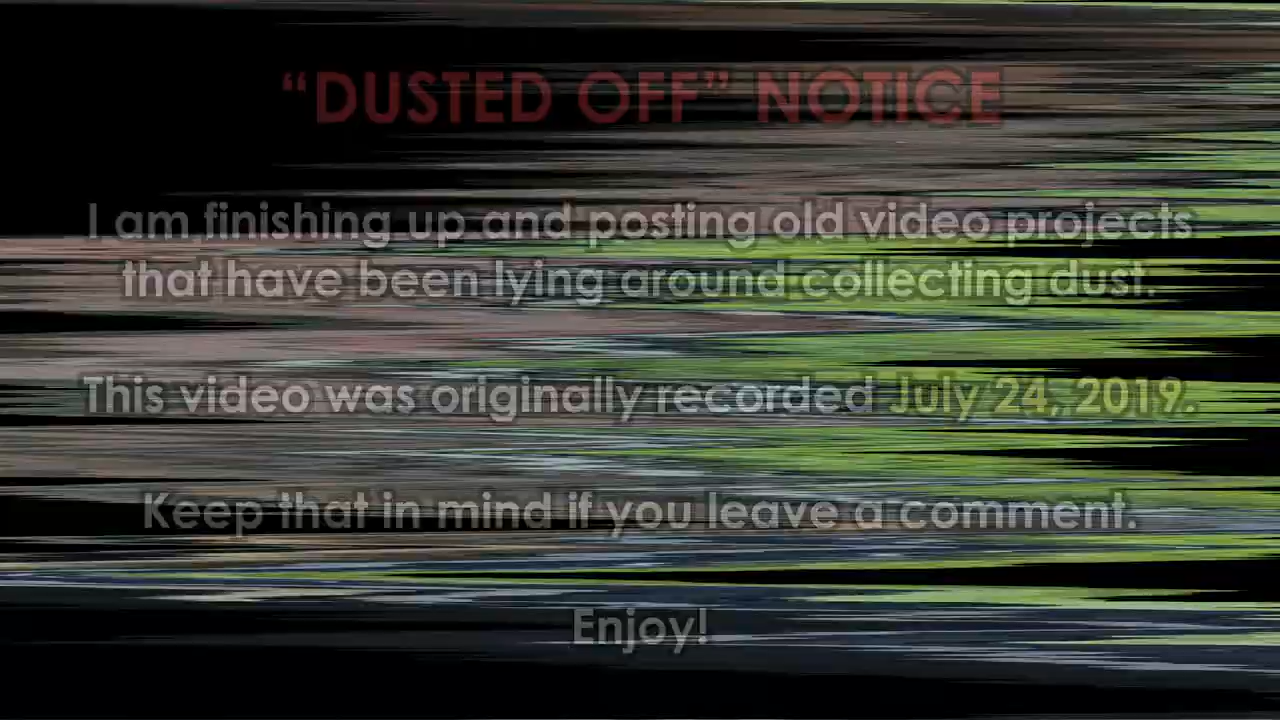 “DUSTED OFF” NOTICE
I am finishing up and posting old video projects
that have been lying around collecting dust.
This video was originally recorded July 24, 2019.
Keep that in mind if you leave a comment.
Enjoy!